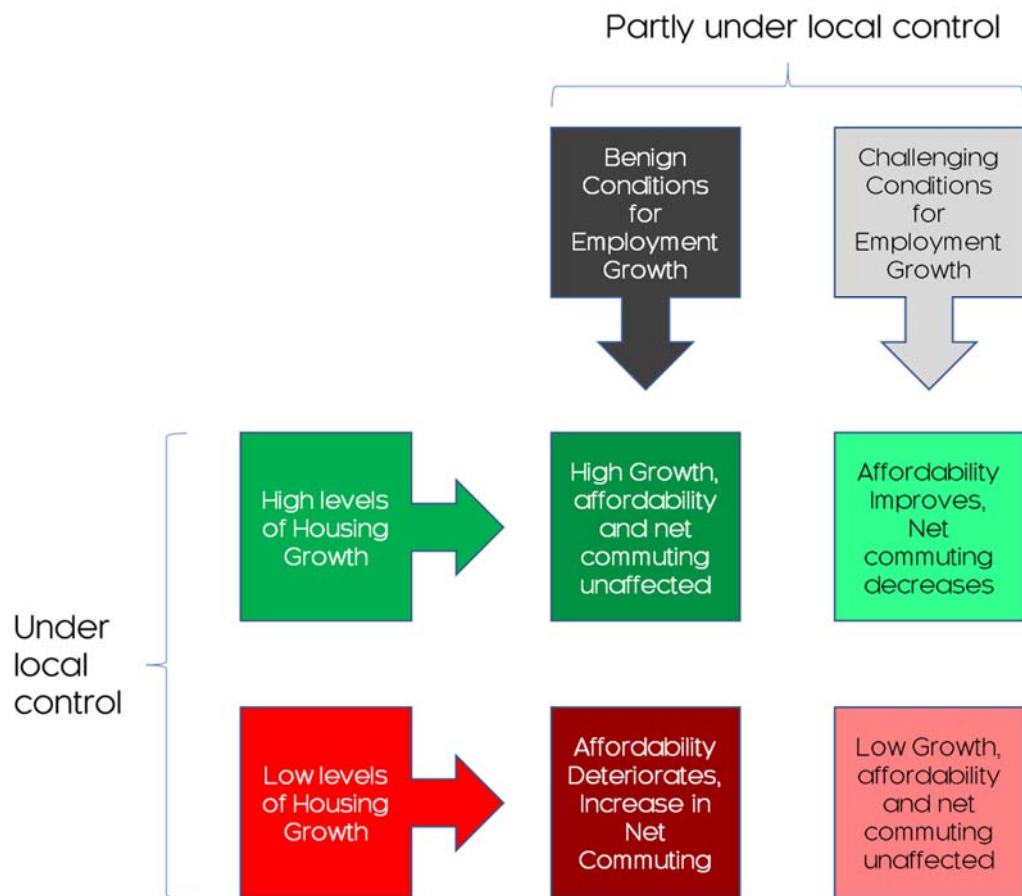 Partly under local control
Benign
Conditions
for
Employment
Growth
Challenging
Conditions
for
Employment
Growth
High levels
of Housing
Growth
High Growth,
affordability
and net
commuting
unaffected
Affordability
Improves,
Net
commuting
decreases
Under
local
control
Low levels
of Housing
Growth
Affordability
Deteriorates,
Increase in
Net
Commuting
Low Growth,
affordability
and net
commuting
unaffected